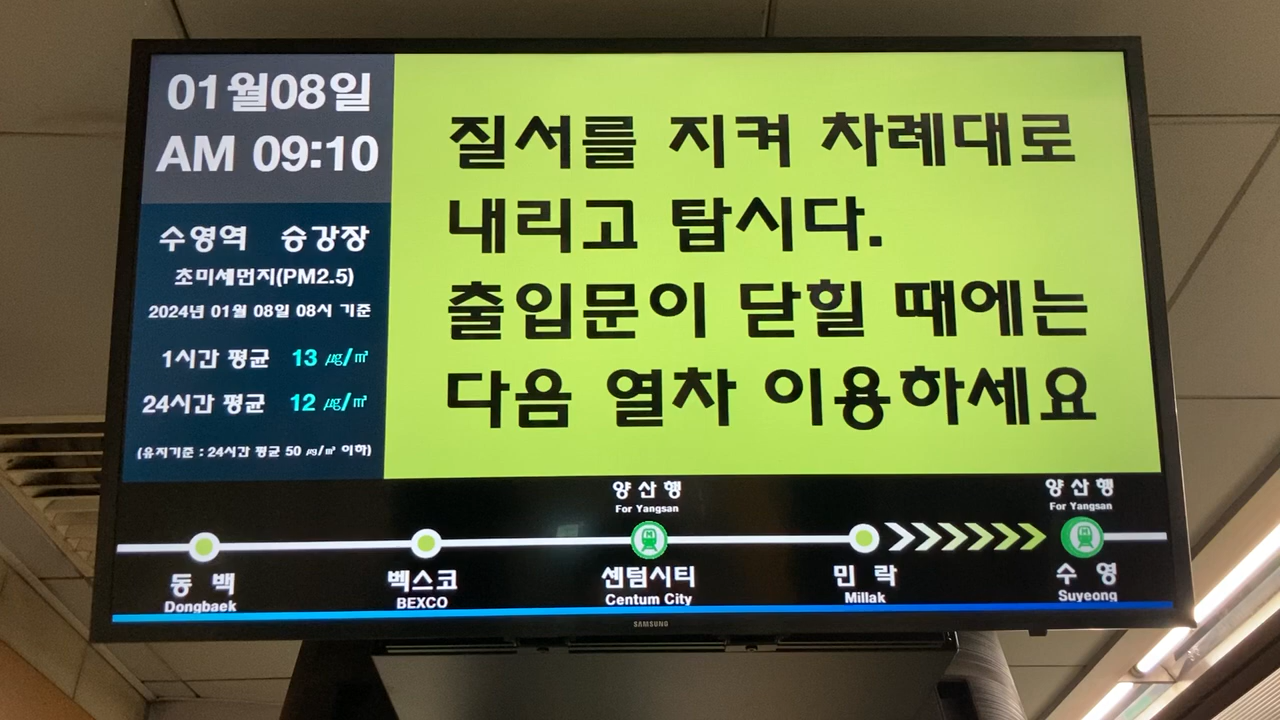 01월08일
AM 09:10
수영역 승강장
초미세먼지(PM2.5)
2024년 01월 08일 08시 기준
1시간 평균 13 ㎍/㎥
24시간 평균 12 ㎍/㎥
(유지기준 : 24시간 평균 50 ㎍/㎥ 이하)
질서를 지켜 차례대로
내리고 탑시다.
출입문이 닫힐 때에는
다음 열차 이용하세요
양산행
For Yangsan
양산행
For Yangsan
동백
Dongbaek
벡스코
BEXCO
센텀시티
Centum City
민락
Millak
수영
Suyeong
SAMSUNG